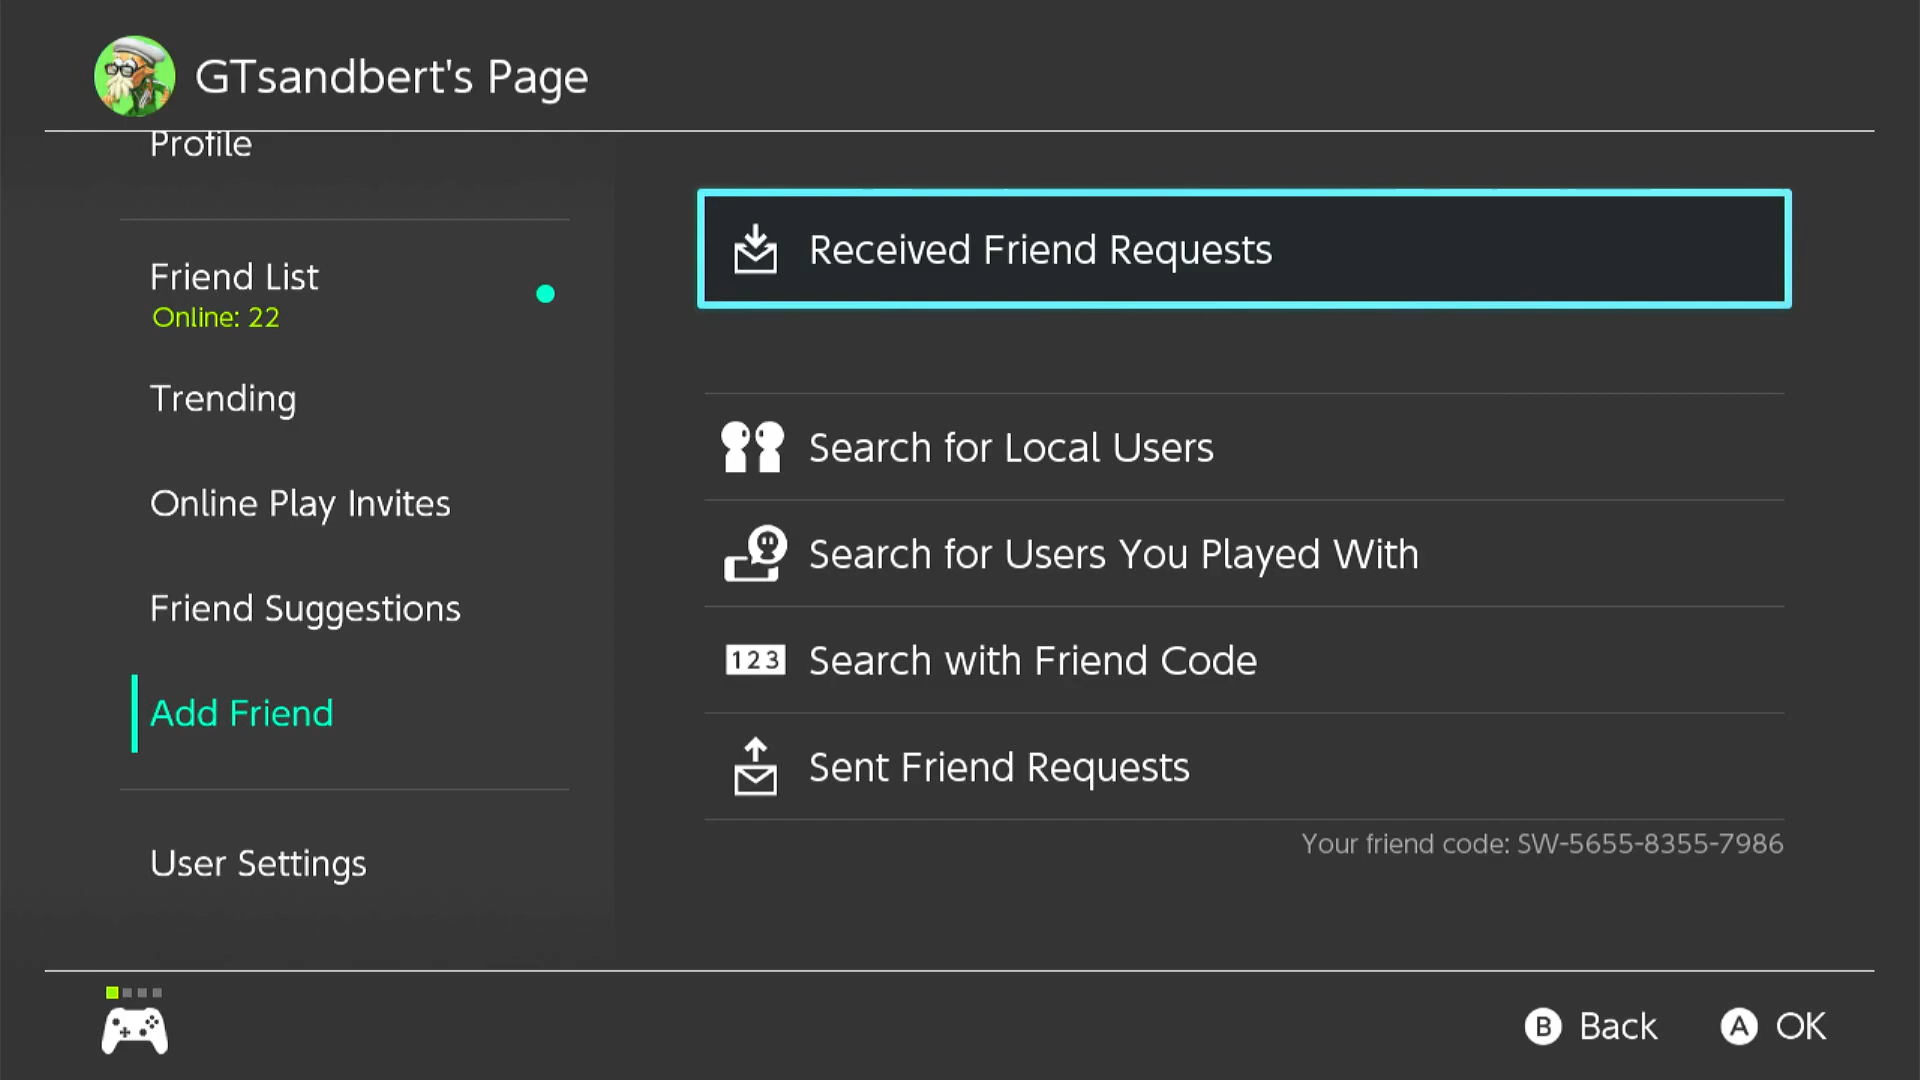 GTsandbert's Page
Profile
Friend List
Online: 22
Trending
Online Play Invites
Friend Suggestions
Add Friend
User Settings
Received Friend Requests
Search for Local Users
Search for Users You Played With
123 Search with Friend Code
Sent Friend Requests
Your friend code: SW-5655-8355-7986
B Back A OK